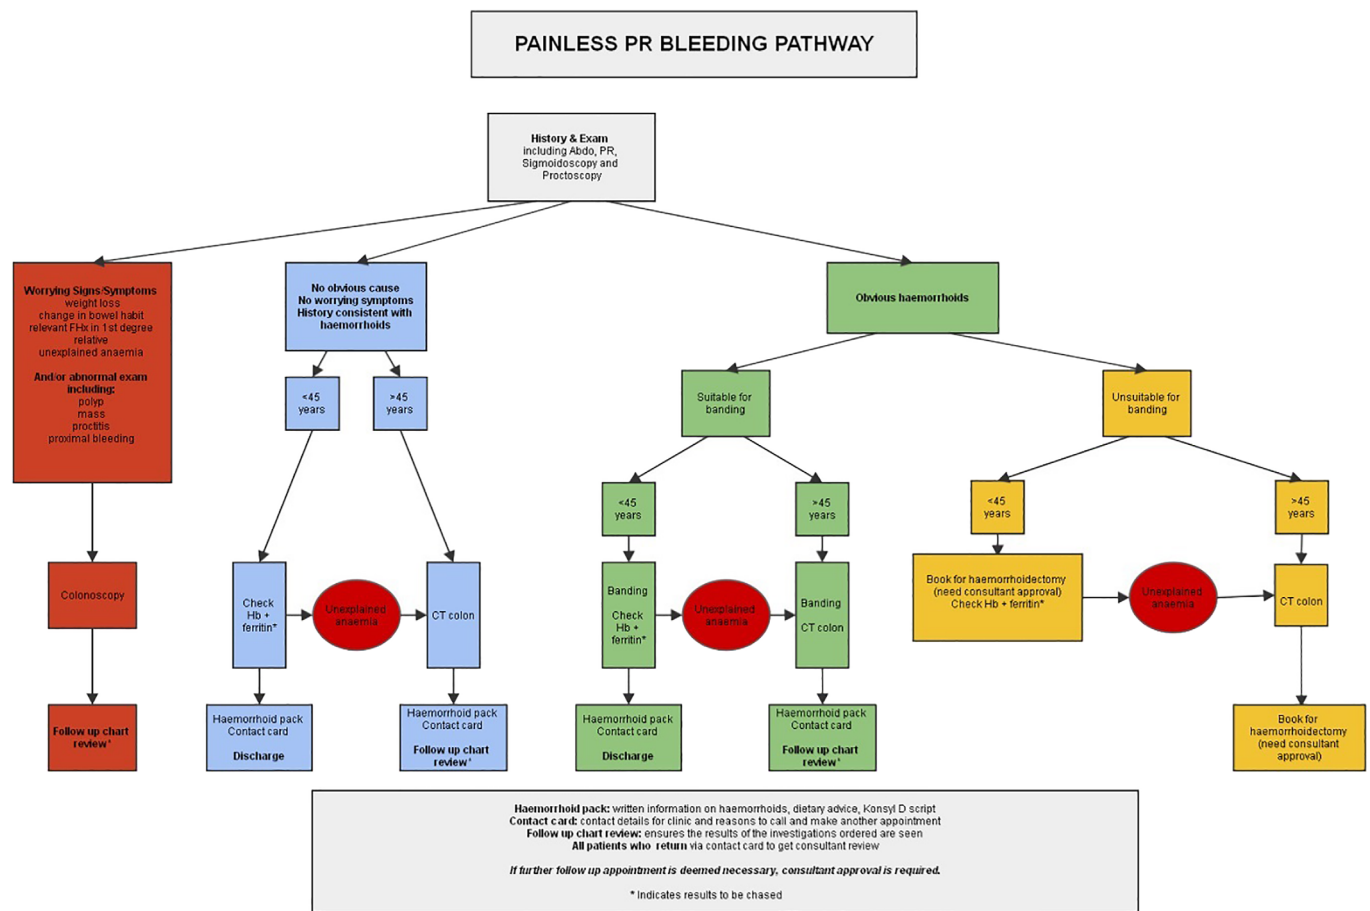 PAINLESS PR BLEEDING PATHWAY
History & Exam
including Abdo, PR,
Sigmoidoscopy and
Proctoscopy
Worrying Signs/Symptoms
weight loss
change in bowel habit
relevant FHx in 1st degree
relative
unexplained anaemia
And/or abnormal exam
including:
polyp
mass
proctitis
proximal bleeding
No obvious cause
No worrying symptoms
History consistent with
haemorrhoids
Obvious haemorrhoids
<45
years
>45
years
Suitable for
banding
Unsuitable for
banding
<45
years
>45
years
<45
years
>45
years
Colonoscopy
Check
Hb +
ferritin*
Unexplained
anaemia
CT colon
Banding
Check
Hb +
ferritin*
Unexplained
anaemia
Banding
CT colon
Book for haemorrhoidectomy
(need consultant approval)
Check Hb + ferritin*
Unexplained
anaemia
CT colon
Follow up chart
review*
Haemorrhoid pack
Contact card
Discharge
Haemorrhoid pack
Contact card
Follow up chart
review*
Haemorrhoid pack
Contact card
Discharge
Haemorrhoid pack
Contact card
Follow up chart
review*
Book for
haemorrhoidectomy
(need consultant
approval)
Haemorrhoid pack: written information on haemorrhoids, dietary advice, Konsyl D script
Contact card: contact details for clinic and reasons to call and make another appointment
Follow up chart review: ensures the results of the investigations ordered are seen
All patients who return via contact card to get consultant review
If further follow up appointment is deemed necessary, consultant approval is required.
* Indicates results to be chased